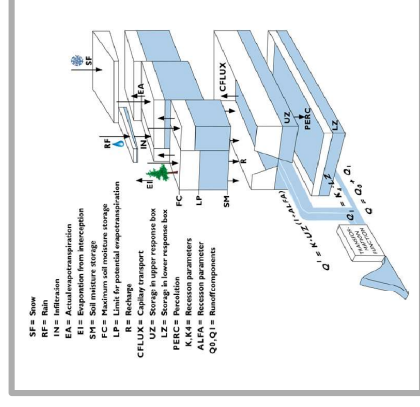 SF = Snow
RF = Rain
IN = Infiltration
EA = Actual evapotranspiration
EI = Evaporation from interception
SM = Soil moisture storage
FC = Maximum soil moisture storage
LP = Limit for potential evapotranspiration
R = Recharge
CFLUX = Capillary transport
UZ = Storage in upper response box
LZ = Storage in lower response box
PERC = Percolation
K, K4 = Recession parameters
ALFA = Recession parameter
Q0, Q1 = Runoff components
SF
RF
IN
EA
EI
FC
LP
SM
R
CFLUX
UZ
PERC
LZ
TRANSFOR-
MATION
FUNCTION